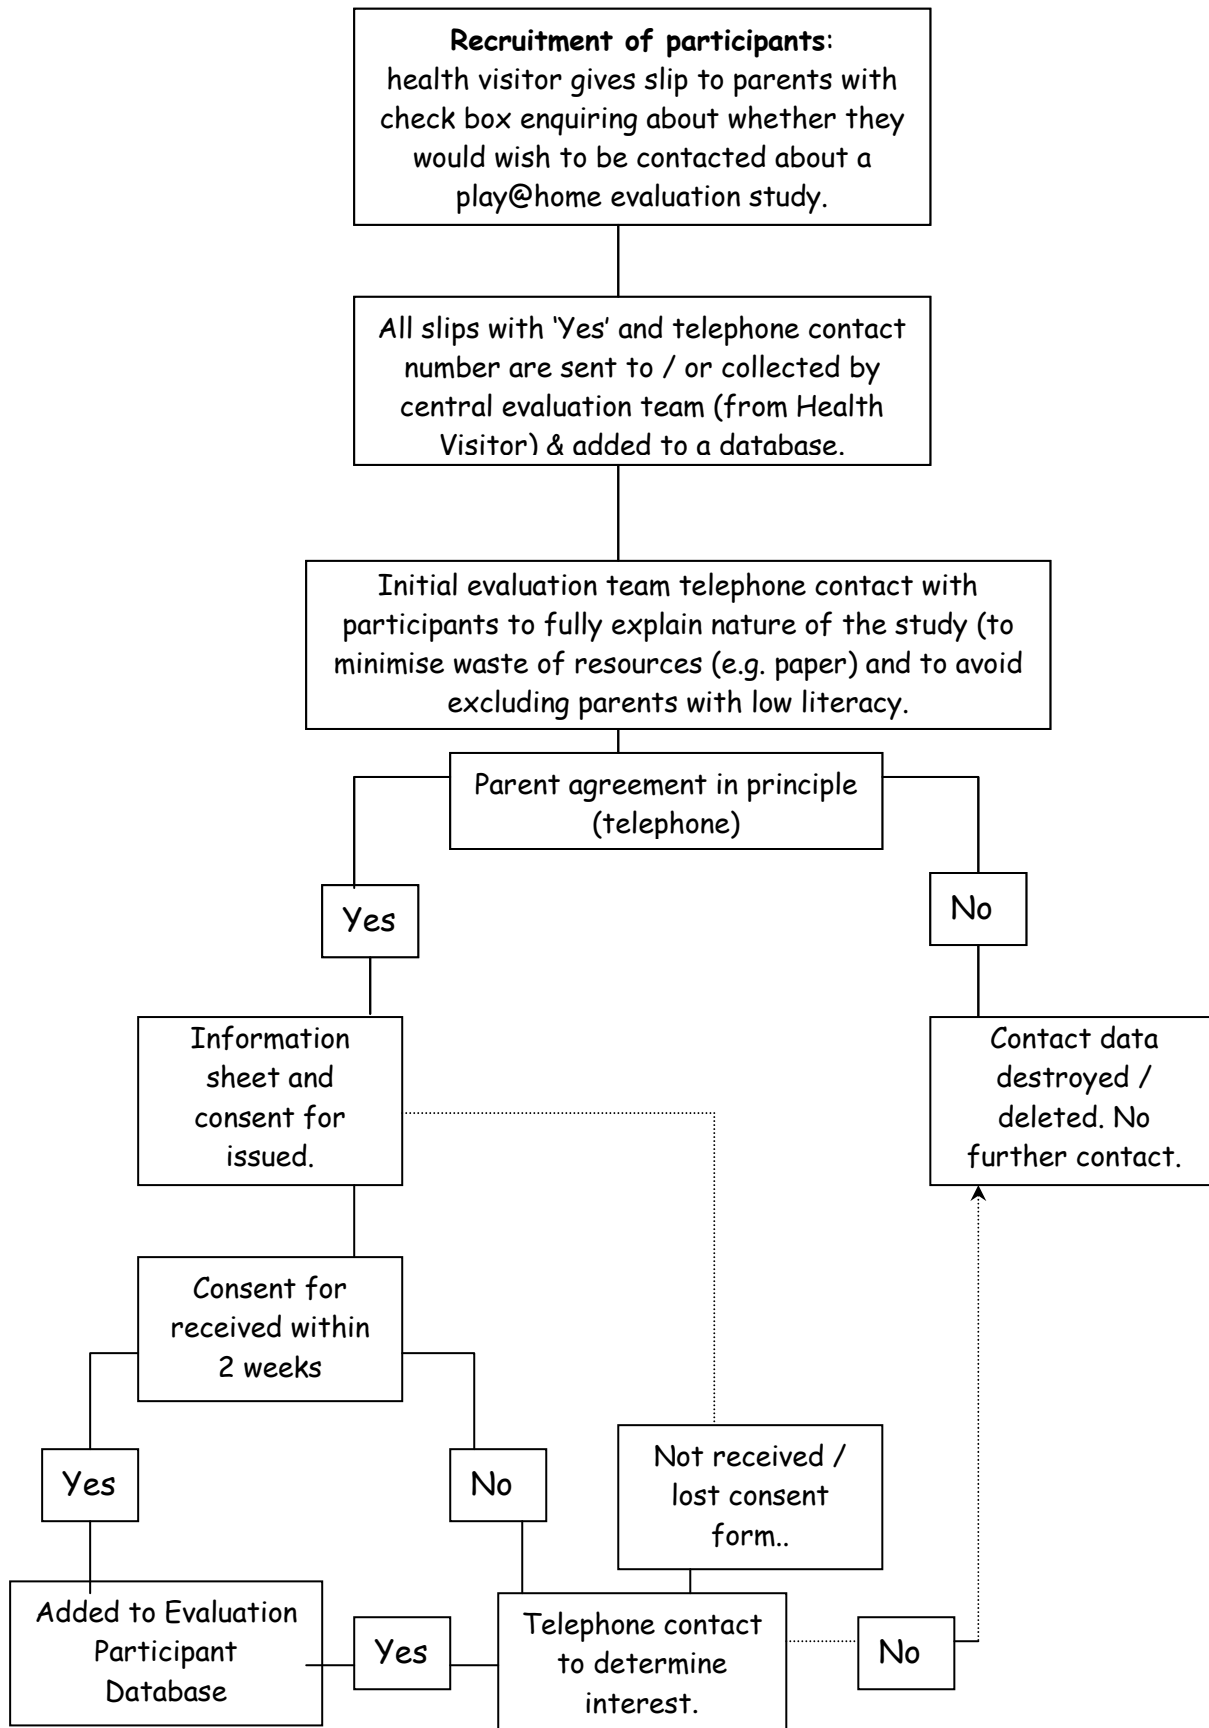 Recruitment of participants:
health visitor gives slip to parents with
check box enquiring about whether they
would wish to be contacted about a
play@home evaluation study.
All slips with ‘Yes’ and telephone contact
number are sent to / or collected by
central evaluation team (from Health
Visitor) & added to a database.
Initial evaluation team telephone contact with
participants to fully explain nature of the study (to
minimise waste of resources (e.g. paper) and to avoid
excluding parents with low literacy.
Parent agreement in principle
(telephone)
Yes
No
Information
sheet and
consent for
issued.
Contact data
destroyed /
deleted. No
further contact.
Consent for
received within
2 weeks
Yes
No
Not received /
lost consent
form..
Added to Evaluation
Participant
Database
Yes
Telephone contact
to determine
interest.
No